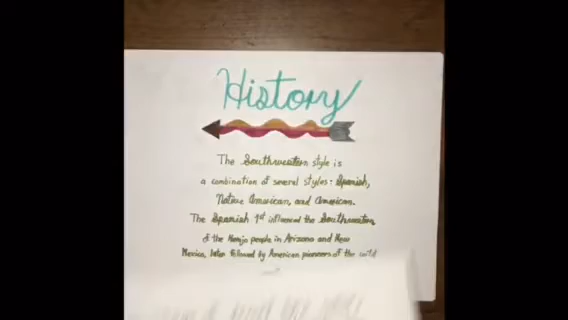 History
The Southwestern style is
a combination of several styles: Spanish,
Native American, and American.
The Spanish 1st influenced the Southwestern
of the Navajo people in Arizona and New
Mexico, later followed by American pioneers of the wild